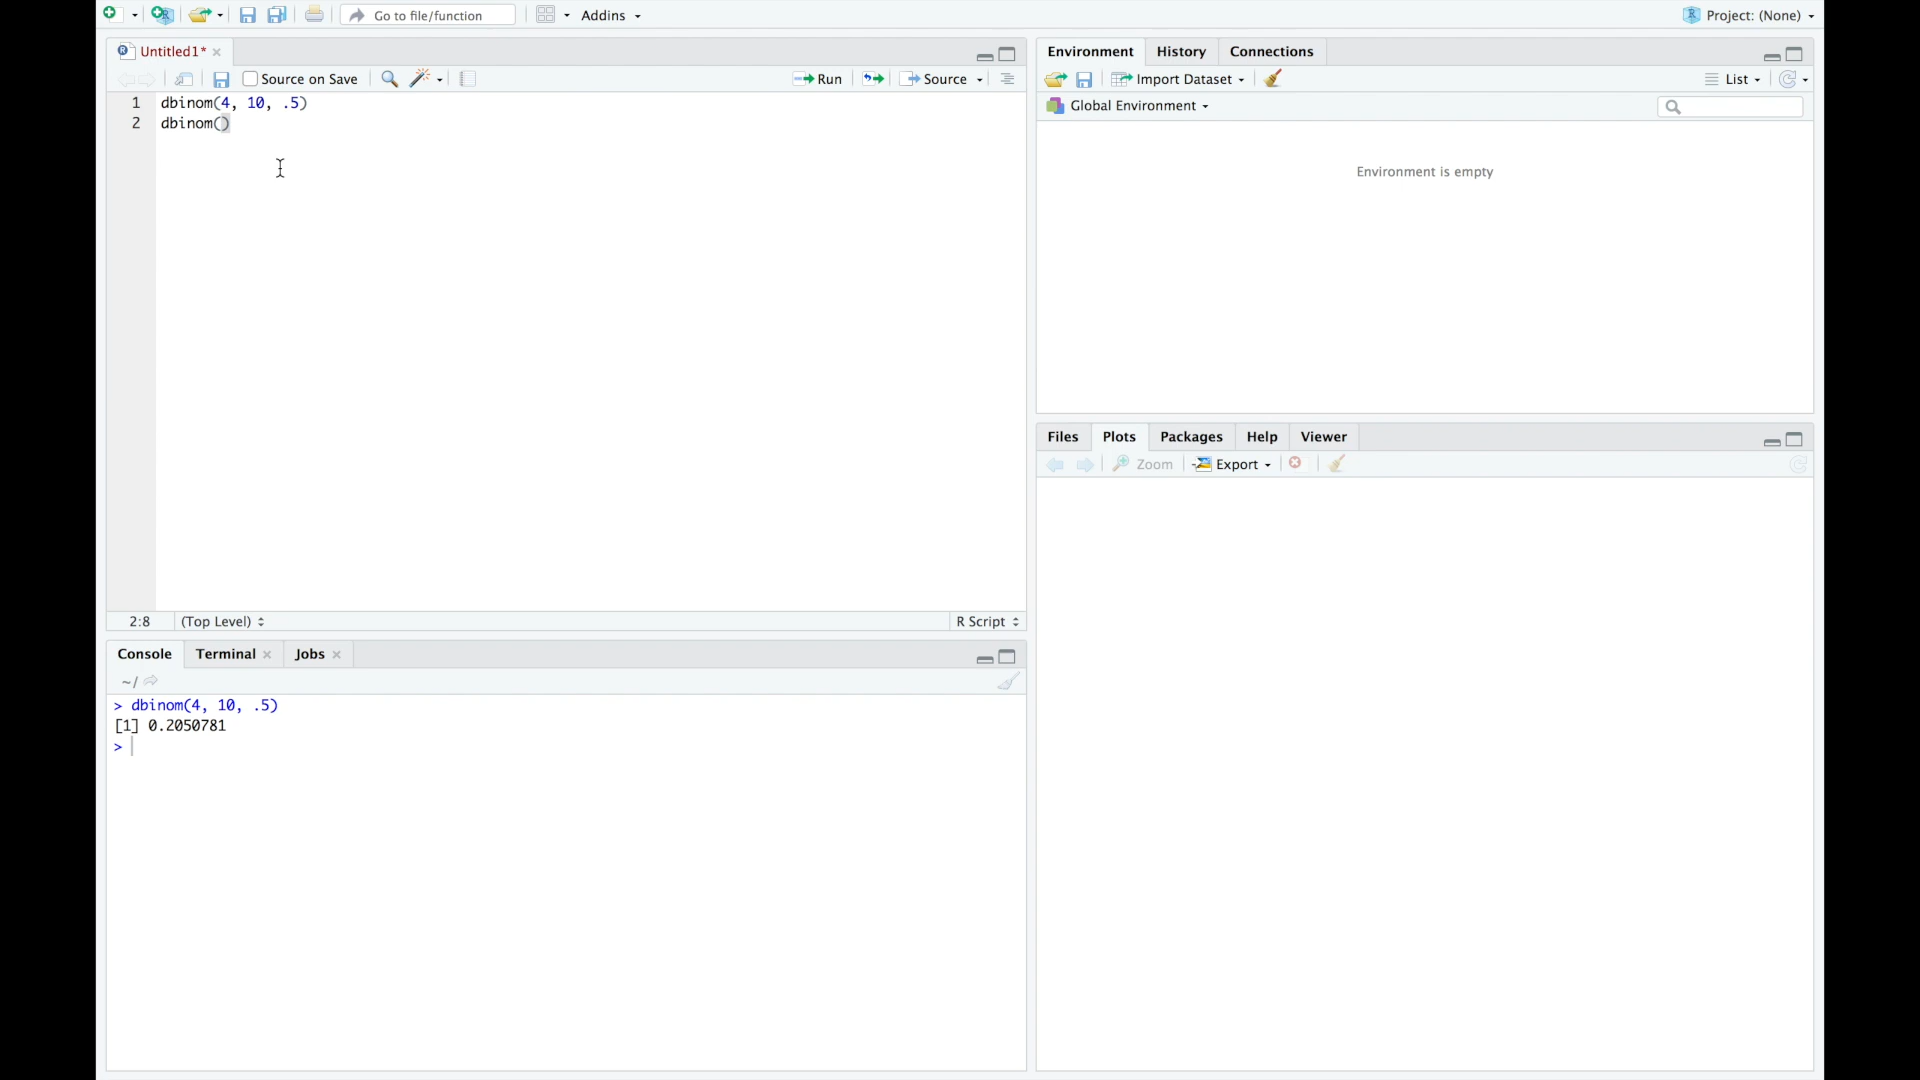 Go to file/function
Addins
Project: (None)
Untitled1*
Source on Save
Run
Source
1 dbinom(4, 10, .5)
2 dbinom()
2:8
(Top Level)
R Script
Console
Terminal
Jobs
~/
> dbinom(4, 10, .5)
[1] 0.2050781
>
Environment
History
Connections
Import Dataset
List
Global Environment
Environment is empty
Files
Plots
Packages
Help
Viewer
Zoom
Export